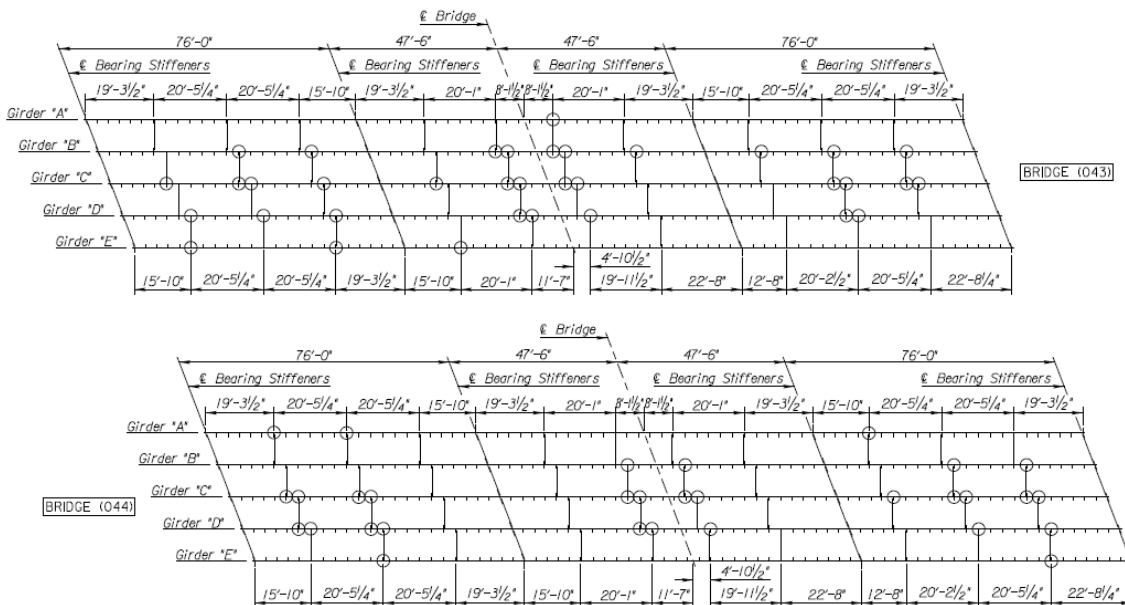 ℄ Bridge
76'-0" 47'-6" 47'-6" 76'-0"
℄ Bearing Stiffeners ℄ Bearing Stiffeners ℄ Bearing Stiffeners ℄ Bearing Stiffeners
19'-3½" 20'-5¼" 20'-5¼" 15'-10" 19'-3½" 20'-1" 8'-1½" 8'-1½" 20'-1" 19'-3½" 15'-10" 20'-5¼" 20'-5¼" 19'-3½"
Girder "A"
Girder "B"
BRIDGE (043)
Girder "C"
Girder "D"
Girder "E"
4'-10½"
15'-10" 20'-5¼" 20'-5¼" 19'-3½" 15'-10" 20'-1" 11'-7" 19'-11½" 22'-8" 12'-8" 20'-2½" 20'-5¼" 22'-8¼"
℄ Bridge
76'-0" 47'-6" 47'-6" 76'-0"
℄ Bearing Stiffeners ℄ Bearing Stiffeners ℄ Bearing Stiffeners ℄ Bearing Stiffeners
19'-3½" 20'-5¼" 20'-5¼" 15'-10" 19'-3½" 20'-1" 8'-1½" 8'-1½" 20'-1" 19'-3½" 15'-10" 20'-5¼" 20'-5¼" 19'-3½"
Girder "A"
Girder "B"
Girder "C"
BRIDGE (044)
Girder "D"
Girder "E"
4'-10½"
15'-10" 20'-5¼" 20'-5¼" 19'-3½" 15'-10" 20'-1" 11'-7" 19'-11½" 22'-8" 12'-8" 20'-2½" 20'-5¼" 22'-8¼"